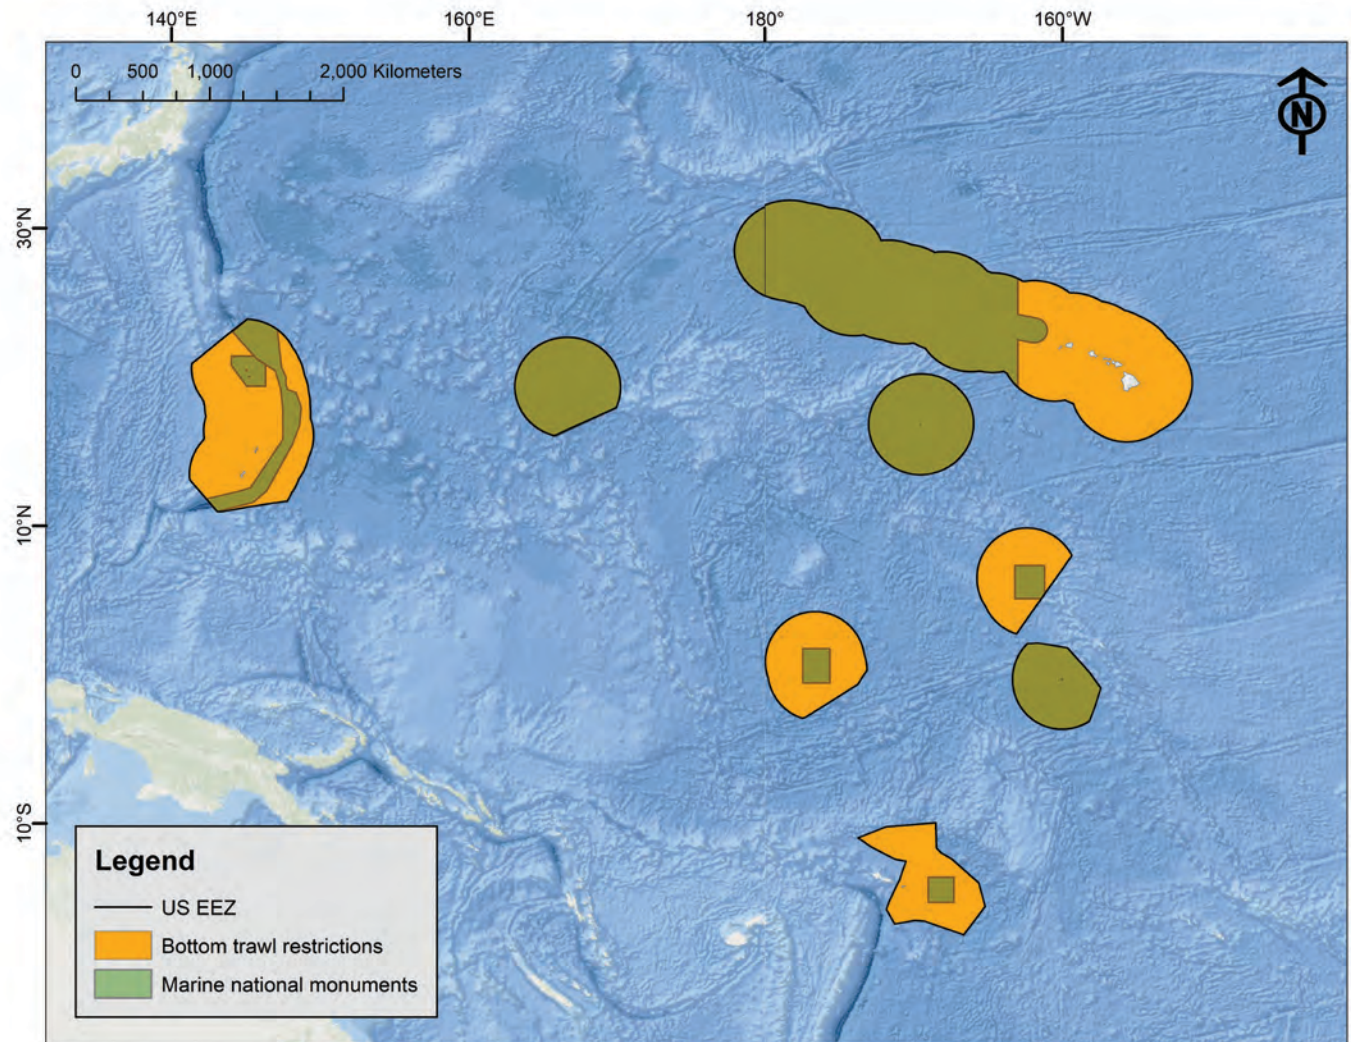 140°E 160°E 180° 160°W
0 500 1,000 2,000 Kilometers
N
30°N
10°N
10°S
Legend
US EEZ
Bottom trawl restrictions
Marine national monuments